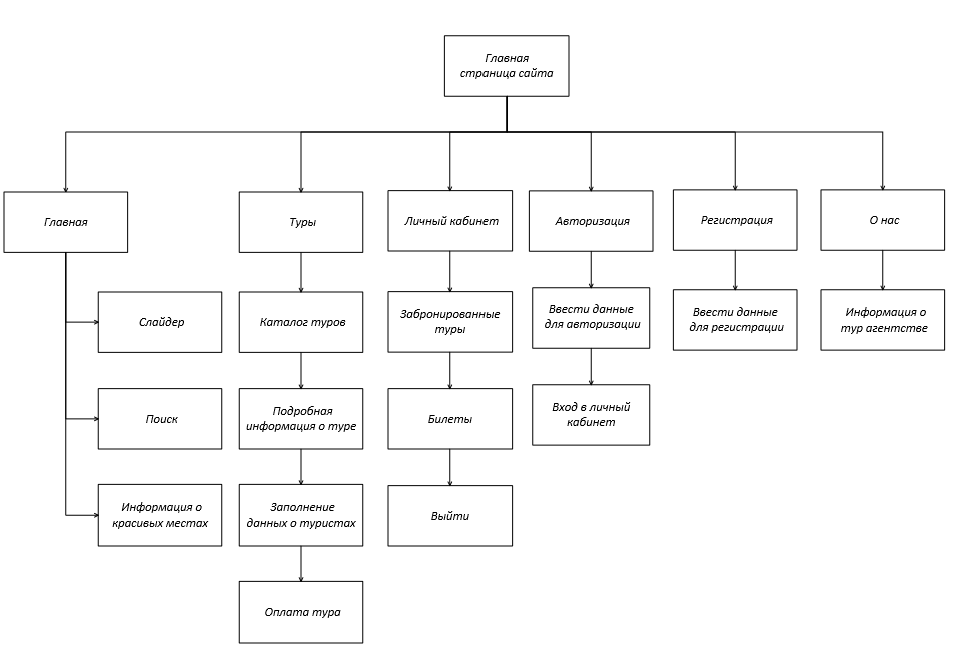 Главная
страница сайта
Главная
Туры
Личный кабинет
Авторизация
Регистрация
О нас
Слайдер
Каталог туров
Забронированные
туры
Ввести данные
для авторизации
Ввести данные
для регистрации
Информация о
тур агентстве
Поиск
Подробная
информация о туре
Билеты
Вход в личный
кабинет
Информация о
красивых местах
Заполнение
данных о туристах
Выйти
Оплата тура